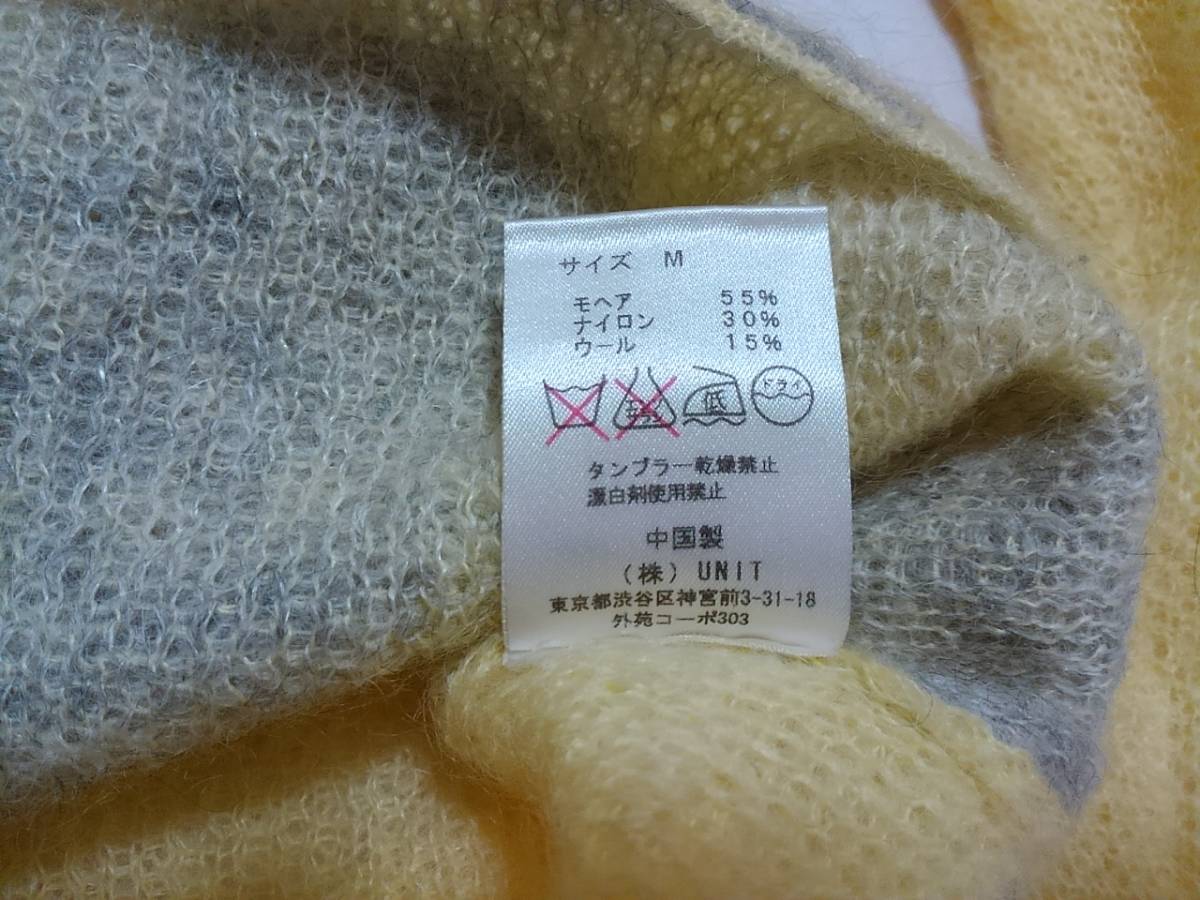 サイズ M
モヘア 55%
ナイロン 30%
ウール 15%
低 ドライ
タンブラー乾燥禁止
漂白剤使用禁止
中国製
(株) UNIT
東京都渋谷区神宮前3-31-18
外苑コーポ303